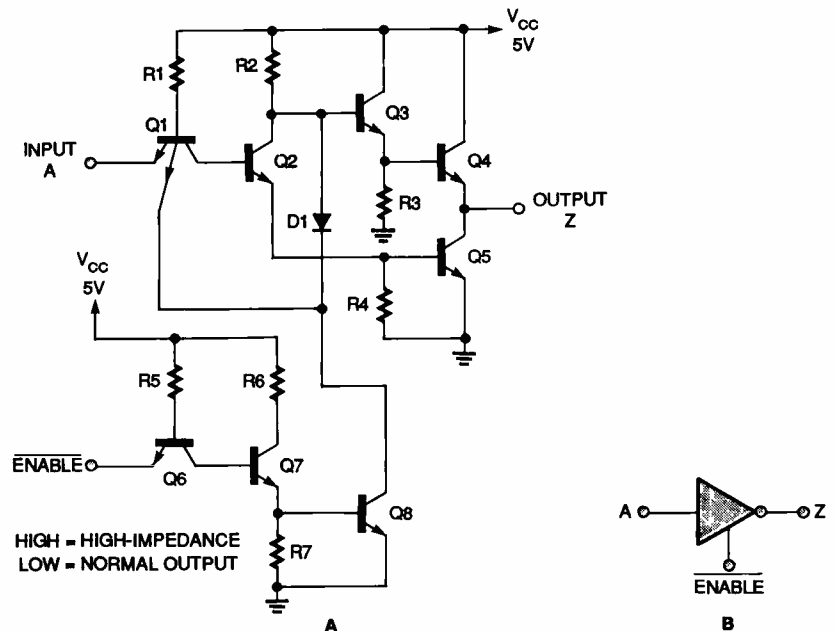 VCC
5V
R1
R2
Q3
Q1
INPUT
A
Q2
Q4
R3
OUTPUT
Z
D1
Q5
VCC
5V
R4
R5
R6
ENABLE
Q6
Q7
Q8
HIGH = HIGH-IMPEDANCE
LOW = NORMAL OUTPUT
R7
A
A
Z
ENABLE
B